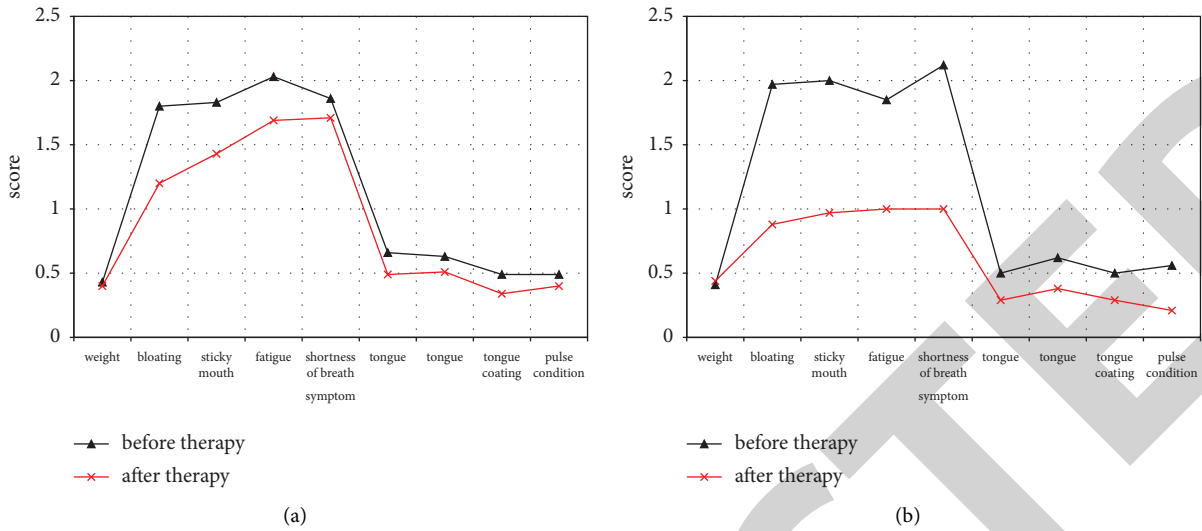 2.5
2
1.5
1
0.5
0
score
weight
bloating
sticky
mouth
fatigue
shortness
of breath
tongue
tongue
tongue
coating
pulse
condition
symptom
before therapy
after therapy
(a)
2.5
2
1.5
1
0.5
0
score
weight
bloating
sticky
mouth
fatigue
shortness
of breath
tongue
tongue
tongue
coating
pulse
condition
symptom
before therapy
after therapy
(b)